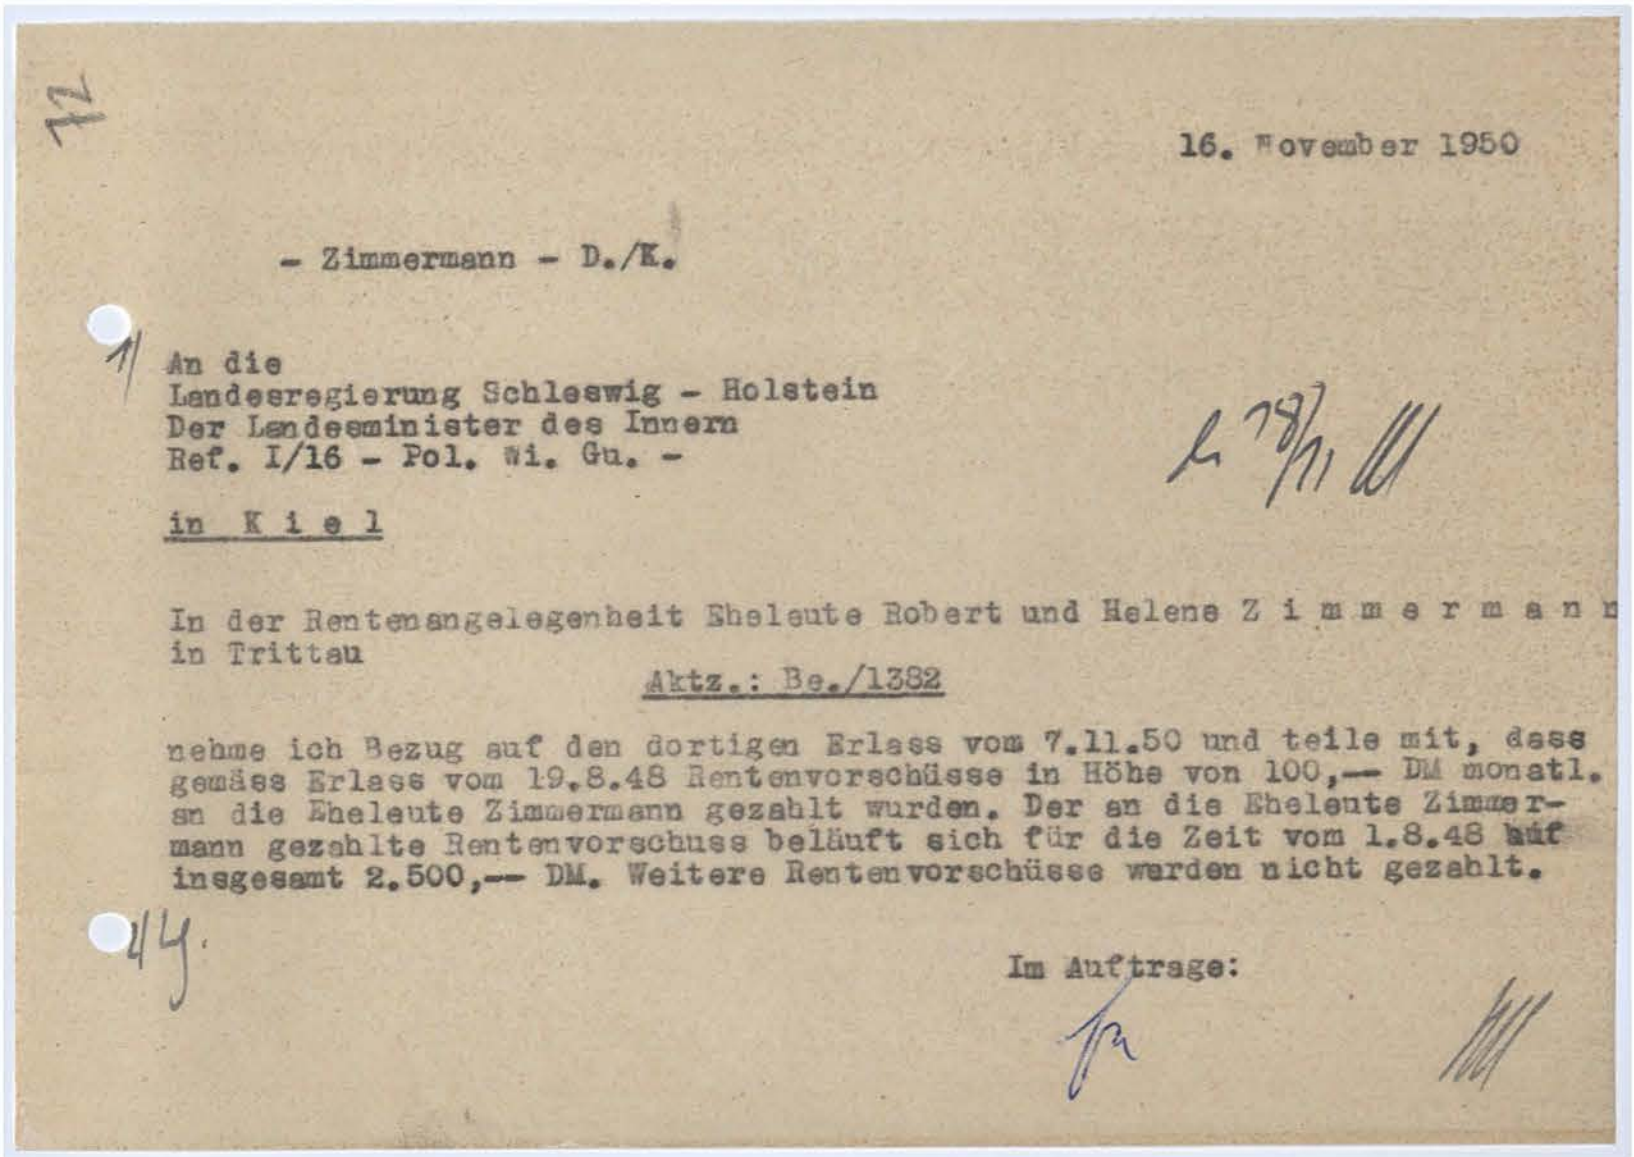 72
16. November 1950
- Zimmermann - D./K.
1/ An die
Landesregierung Schleswig - Holstein
Der Landesminister des Innern
Ref. I/16 - Pol. Wi. Gu. -
18/11
in K i e l
In der Rentenangelegenheit Eheleute Robert und Helene Z i m m e r m a n n
in Trittau
Aktz.: Be./1382
nehme ich Bezug auf den dortigen Erlass vom 7.11.50 und teile mit, dass
gemäss Erlass vom 19.8.48 Rentenvorschüsse in Höhe von 100,-- DM monatl.
an die Eheleute Zimmermann gezahlt wurden. Der an die Eheleute Zimmer-
mann gezahlte Rentenvorschuss beläuft sich für die Zeit vom 1.8.48 auf
insgesamt 2.500,-- DM. Weitere Rentenvorschüsse werden nicht gezahlt.
Im Auftrage: